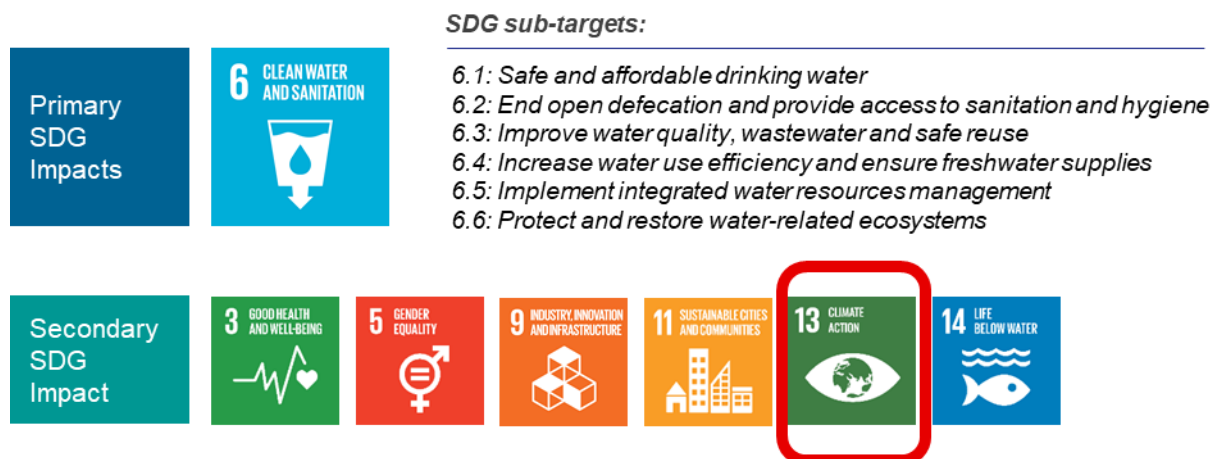 SDG sub-targets:
Primary
SDG
Impacts
6 CLEAN WATER
AND SANITATION
6.1: Safe and affordable drinking water
6.2: End open defecation and provide access to sanitation and hygiene
6.3: Improve water quality, wastewater and safe reuse
6.4: Increase water use efficiency and ensure freshwater supplies
6.5: Implement integrated water resources management
6.6: Protect and restore water-related ecosystems
Secondary
SDG
Impact
3 GOOD HEALTH
AND WELL-BEING
5 GENDER
EQUALITY
9 INDUSTRY, INNOVATION
AND INFRASTRUCTURE
11 SUSTAINABLE CITIES
AND COMMUNITIES
13 CLIMATE
ACTION
14 LIFE
BELOW WATER